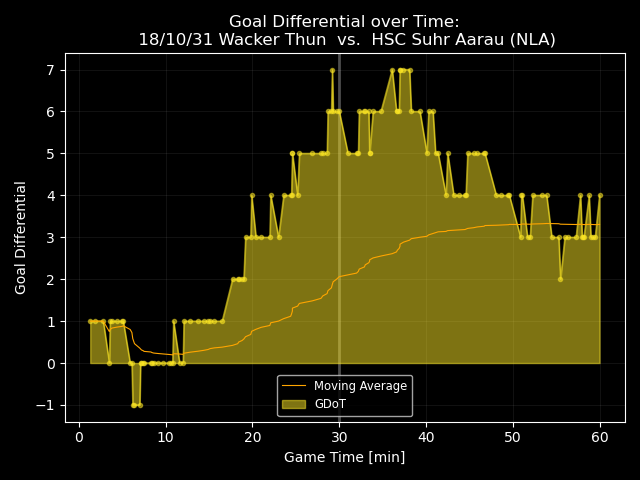 Goal Differential over Time:
18/10/31 Wacker Thun  vs.  HSC Suhr Aarau (NLA)
7
6
5
4
3
2
1
0
−1
Goal Differential
Moving Average
GDoT
0 10 20 30 40 50 60
Game Time [min]